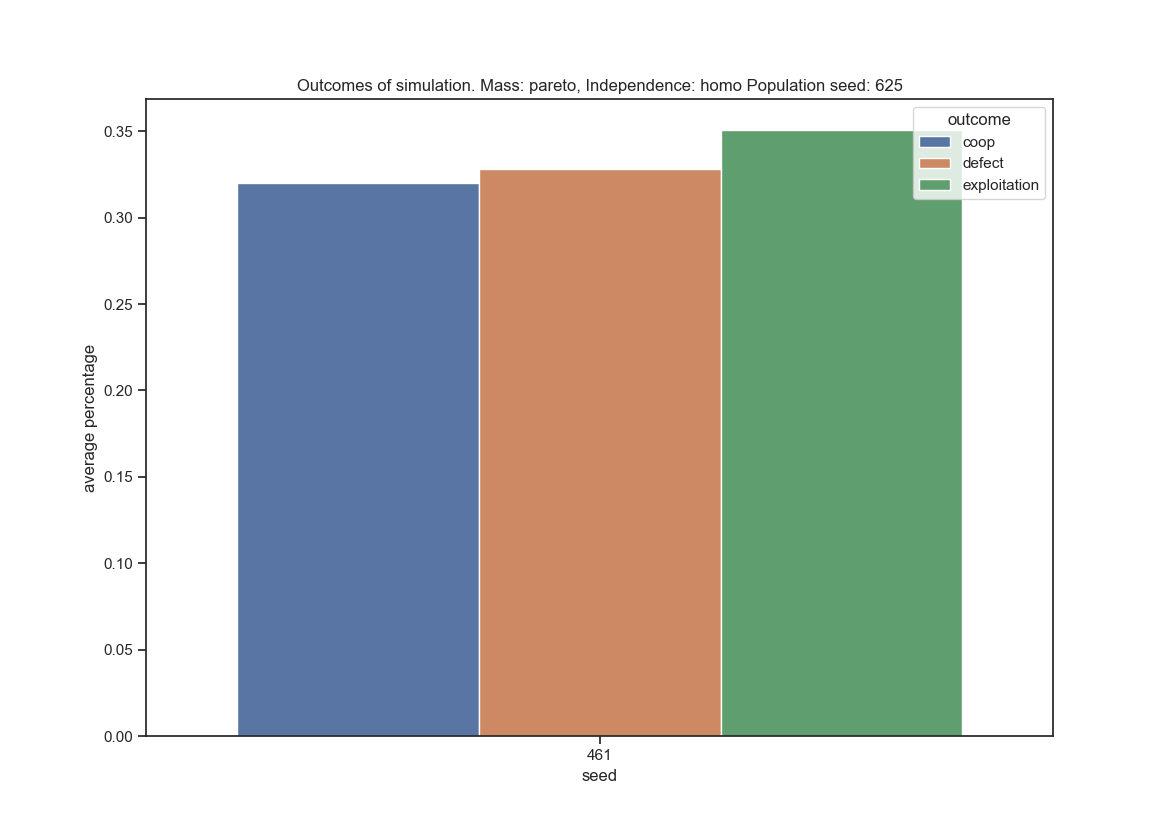 Outcomes of simulation. Mass: pareto, Independence: homo Population seed: 625
outcome
coop
defect
exploitation
average percentage
0.35
0.30
0.25
0.20
0.15
0.10
0.05
0.00
461
seed